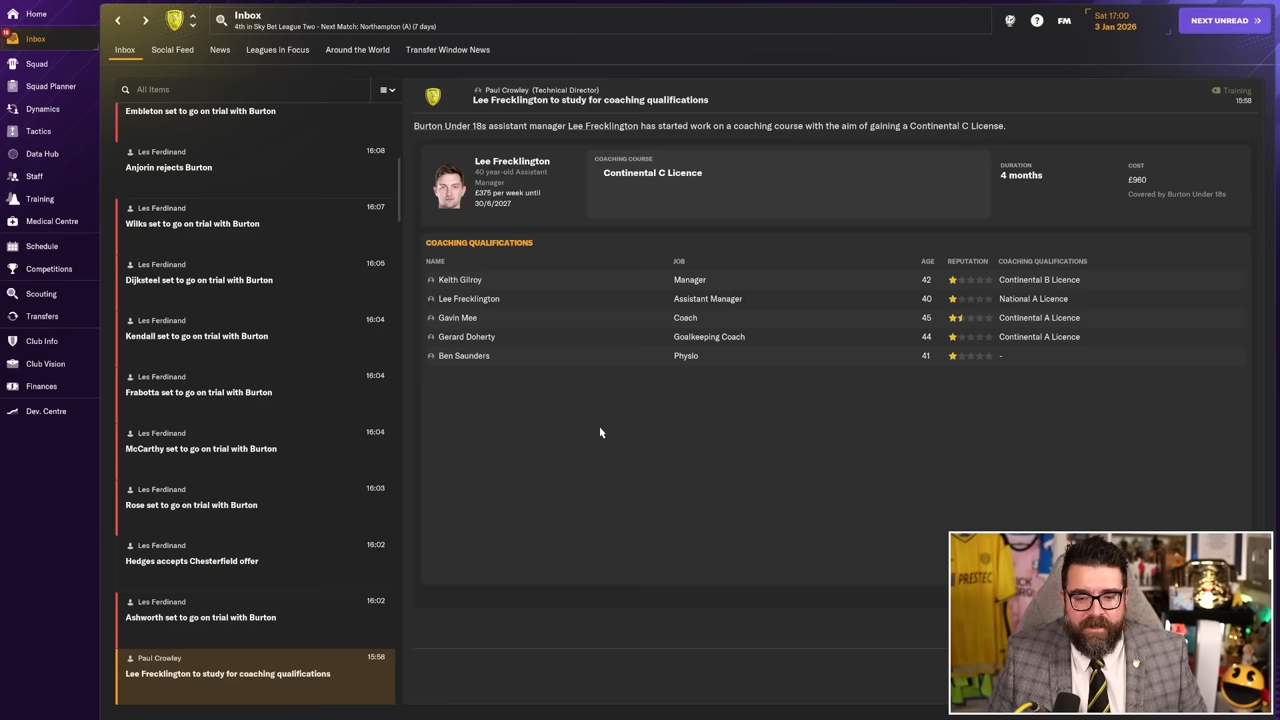 Home
Inbox
Squad
Squad Planner
Dynamics
Tactics
Data Hub
Staff
Training
Medical Centre
Schedule
Competitions
Scouting
Transfers
Club Info
Club Vision
Finances
Dev. Centre
Inbox
4th in Sky Bet League Two - Next Match: Northampton (A) (7 days)
FM
Sat 17:00
3 Jan 2026
NEXT UNREAD
Inbox
Social Feed
News
Leagues in Focus
Around the World
Transfer Window News
All Items
Embleton set to go on trial with Burton
Les Ferdinand 16:08
Anjorin rejects Burton
Les Ferdinand 16:07
Wilks set to go on trial with Burton
Les Ferdinand 16:05
Dijksteel set to go on trial with Burton
Les Ferdinand 16:04
Kendall set to go on trial with Burton
Les Ferdinand 16:04
Frabotta set to go on trial with Burton
Les Ferdinand 16:04
McCarthy set to go on trial with Burton
Les Ferdinand 16:03
Rose set to go on trial with Burton
Les Ferdinand 16:02
Hedges accepts Chesterfield offer
Les Ferdinand 16:02
Ashworth set to go on trial with Burton
Paul Crowley 15:58
Lee Frecklington to study for coaching qualifications
Paul Crowley (Technical Director)
Lee Frecklington to study for coaching qualifications
Training
15:58
Burton Under 18s assistant manager Lee Frecklington has started work on a coaching course with the aim of gaining a Continental C License.
Lee Frecklington
40 year-old Assistant
Manager
£375 per week until
30/6/2027
COACHING COURSE
Continental C Licence
DURATION
4 months
COST
£960
Covered by Burton Under 18s
COACHING QUALIFICATIONS
NAME JOB AGE REPUTATION COACHING QUALIFICATIONS
Keith Gilroy Manager 42 Continental B Licence
Lee Frecklington Assistant Manager 40 National A Licence
Gavin Mee Coach 45 Continental A Licence
Gerard Doherty Goalkeeping Coach 44 Continental A Licence
Ben Saunders Physio 41 -
PRESTEC